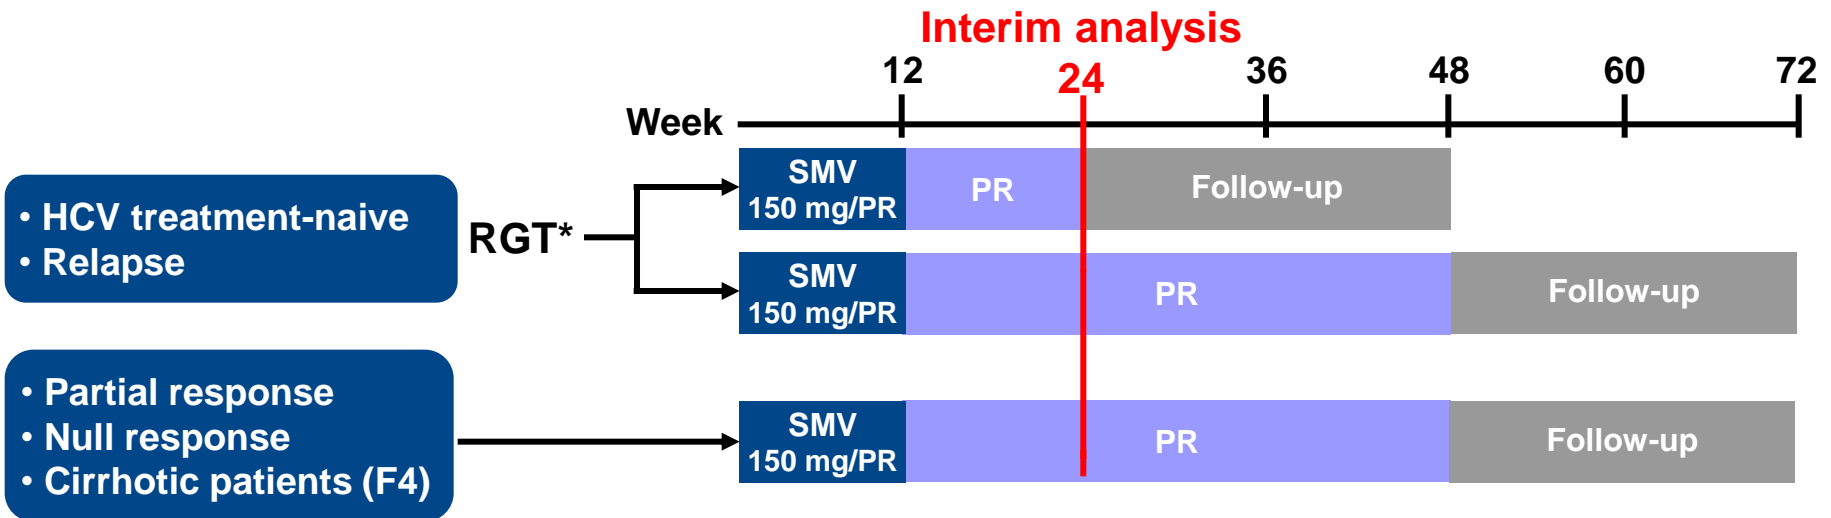 Interim analysis
12 24 36 48 60 72
Week
• HCV treatment-naive
• Relapse
RGT*
SMV
150 mg/PR
PR
Follow-up
SMV
150 mg/PR
PR
Follow-up
• Partial response
• Null response
• Cirrhotic patients (F4)
SMV
150 mg/PR
PR
Follow-up